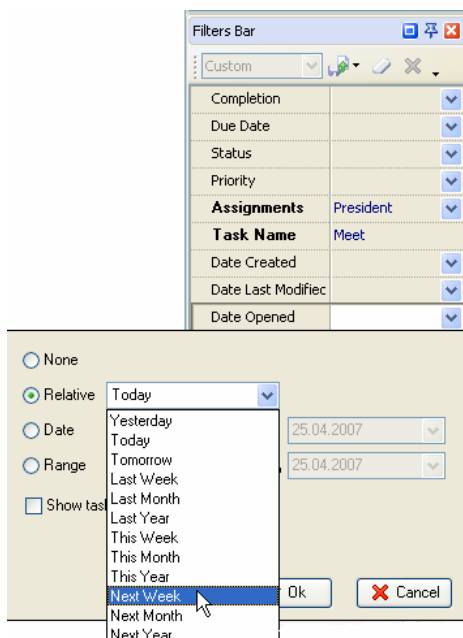 Filters Bar
Custom
Completion
Due Date
Status
Priority
Assignments President
Task Name Meet
Date Created
Date Last Modifiec
Date Opened
None
Relative Today
Yesterday
Date
Today
25.04.2007
Tomorrow
Range
Last Week
25.04.2007
Last Month
Show tas
Last Year
This Week
This Month
This Year
Next Week
Ok
Cancel
Next Month
Next Year